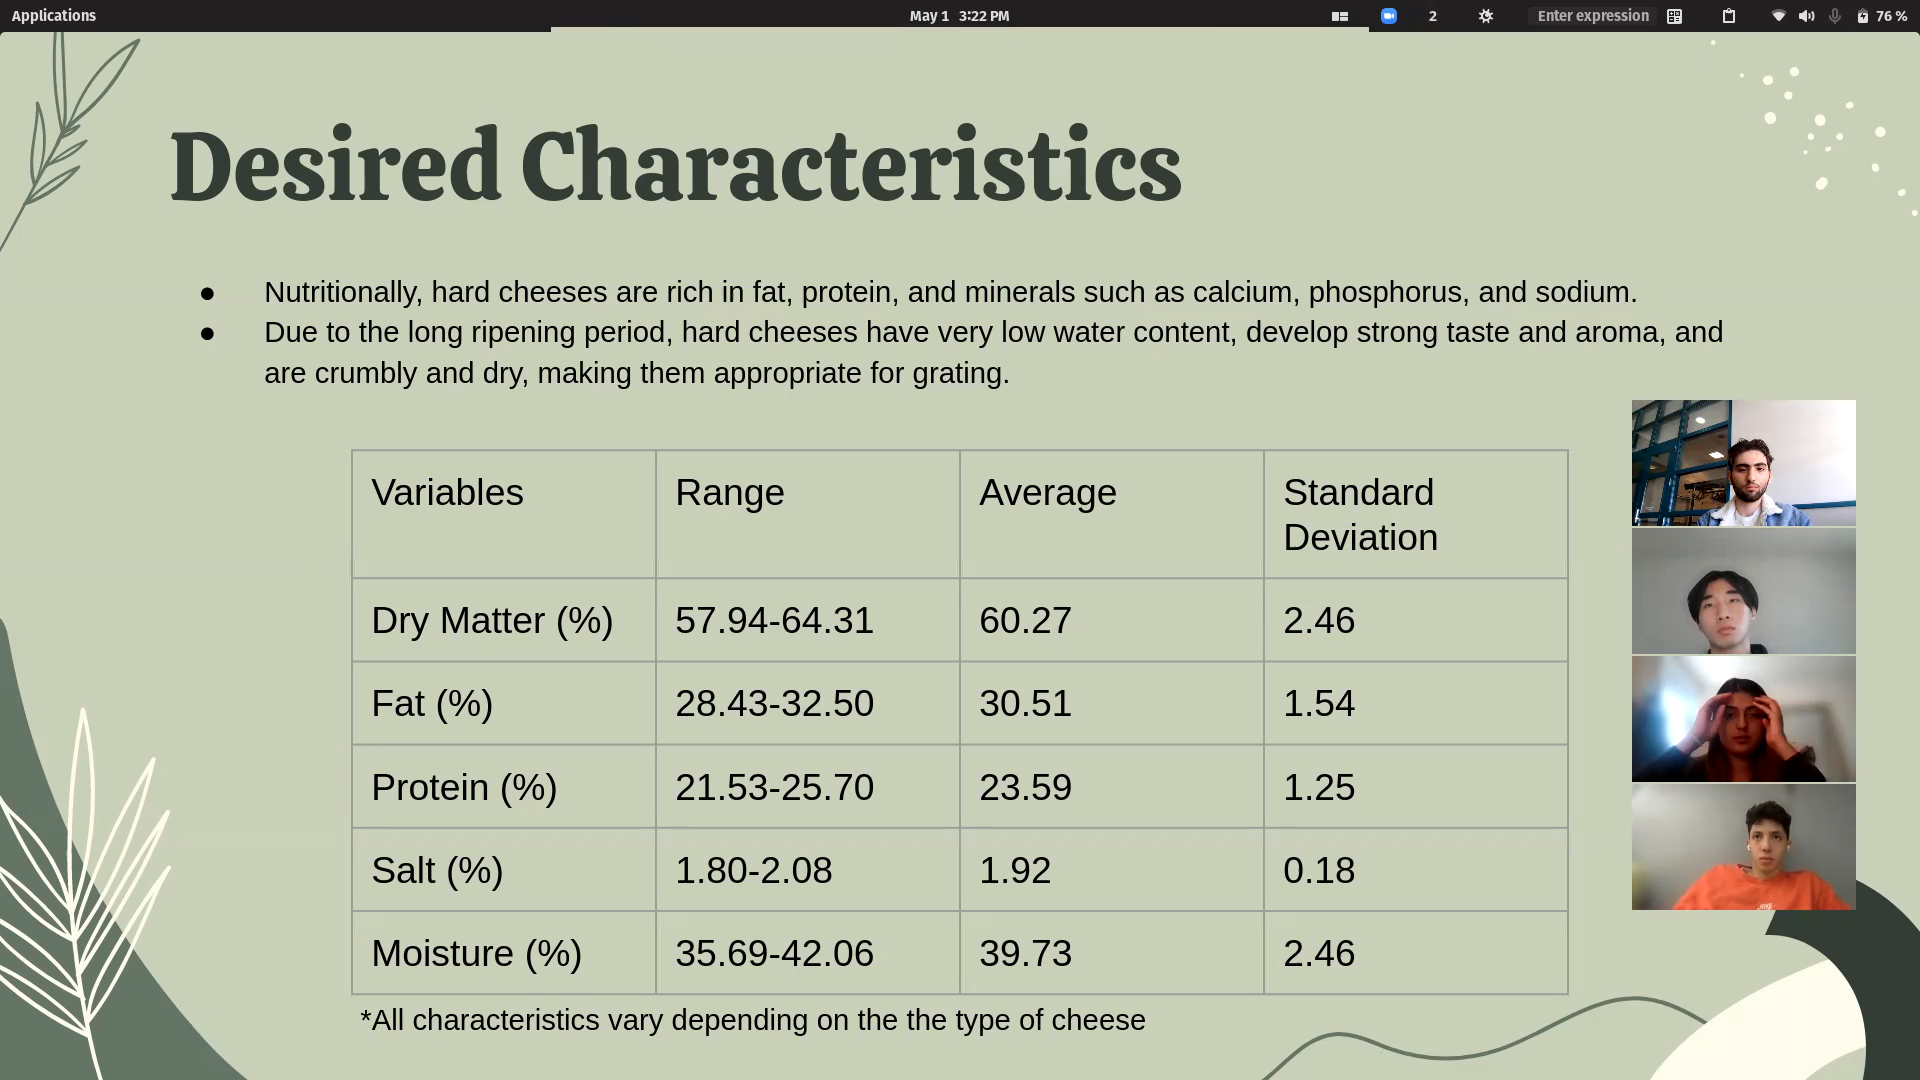 Applications
May 1 3:22 PM
2
Enter expression
76 %
Desired Characteristics
● Nutritionally, hard cheeses are rich in fat, protein, and minerals such as calcium, phosphorus, and sodium.
● Due to the long ripening period, hard cheeses have very low water content, develop strong taste and aroma, and
are crumbly and dry, making them appropriate for grating.
Variables Range Average Standard
Deviation
Dry Matter (%) 57.94-64.31 60.27 2.46
Fat (%) 28.43-32.50 30.51 1.54
Protein (%) 21.53-25.70 23.59 1.25
Salt (%) 1.80-2.08 1.92 0.18
Moisture (%) 35.69-42.06 39.73 2.46
*All characteristics vary depending on the the type of cheese
NIKE